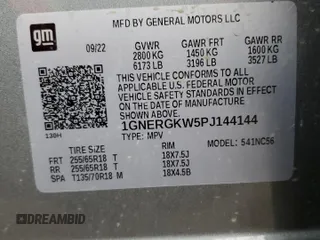 MFD BY GENERAL MOTORS LLC
gm
09/22 GVWR GAWR FRT GAWR RR
2800 KG 1450 KG 1600 KG
6173 LB 3196 LB 3527 LB
THIS VEHICLE CONFORMS TO ALL APPLICABLE
U.S. FEDERAL MOTOR VEHICLE SAFETY
STANDARDS IN EFFECT ON THE DATE
OF MANUFACTURE SHOWN ABOVE.
1GNERGKW5PJ144144
TYPE: MPV MODEL: 541NC56
TIRE SIZE RIM
FRT 255/65R18 T 18X7.5J
RR 255/65R18 T 18X7.5J
SPA T135/70R18 M 18X4.5B
DREAMBID